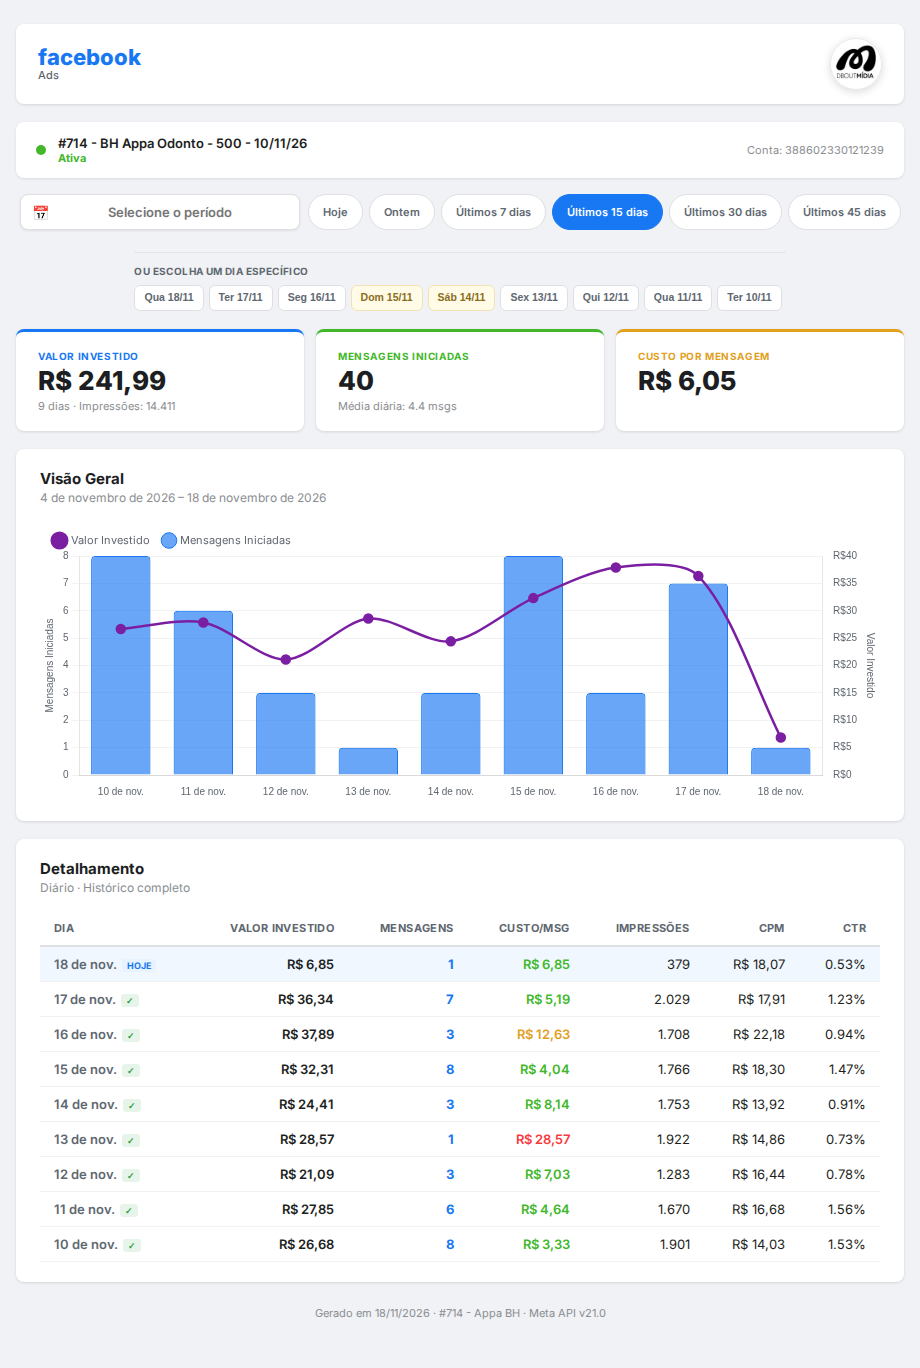 facebook
Ads
DBOUTMÍDIA
#714 - BH Appa Odonto - 500 - 10/11/26
Ativa
Conta: 388602330121239
📅 Selecione o período
Hoje
Ontem
Últimos 7 dias
Últimos 15 dias
Últimos 30 dias
Últimos 45 dias
OU ESCOLHA UM DIA ESPECÍFICO
Qua 18/11
Ter 17/11
Seg 16/11
Dom 15/11
Sáb 14/11
Sex 13/11
Qui 12/11
Qua 11/11
Ter 10/11
VALOR INVESTIDO
R$ 241,99
9 dias · Impressões: 14.411
MENSAGENS INICIADAS
40
Média diária: 4.4 msgs
CUSTO POR MENSAGEM
R$ 6,05
Visão Geral
4 de novembro de 2026 – 18 de novembro de 2026
Valor Investido
Mensagens Iniciadas
8
7
6
5
4
3
2
1
0
Mensagens Iniciadas
R$40
R$35
R$30
R$25
R$20
R$15
R$10
R$5
R$0
Valor Investido
10 de nov.
11 de nov.
12 de nov.
13 de nov.
14 de nov.
15 de nov.
16 de nov.
17 de nov.
18 de nov.
Detalhamento
Diário · Histórico completo
DIA VALOR INVESTIDO MENSAGENS CUSTO/MSG IMPRESSÕES CPM CTR
18 de nov. HOJE R$ 6,85 1 R$ 6,85 379 R$ 18,07 0.53%
17 de nov. ✓ R$ 36,34 7 R$ 5,19 2.029 R$ 17,91 1.23%
16 de nov. ✓ R$ 37,89 3 R$ 12,63 1.708 R$ 22,18 0.94%
15 de nov. ✓ R$ 32,31 8 R$ 4,04 1.766 R$ 18,30 1.47%
14 de nov. ✓ R$ 24,41 3 R$ 8,14 1.753 R$ 13,92 0.91%
13 de nov. ✓ R$ 28,57 1 R$ 28,57 1.922 R$ 14,86 0.73%
12 de nov. ✓ R$ 21,09 3 R$ 7,03 1.283 R$ 16,44 0.78%
11 de nov. ✓ R$ 27,85 6 R$ 4,64 1.670 R$ 16,68 1.56%
10 de nov. ✓ R$ 26,68 8 R$ 3,33 1.901 R$ 14,03 1.53%
Gerado em 18/11/2026 · #714 - Appa BH · Meta API v21.0